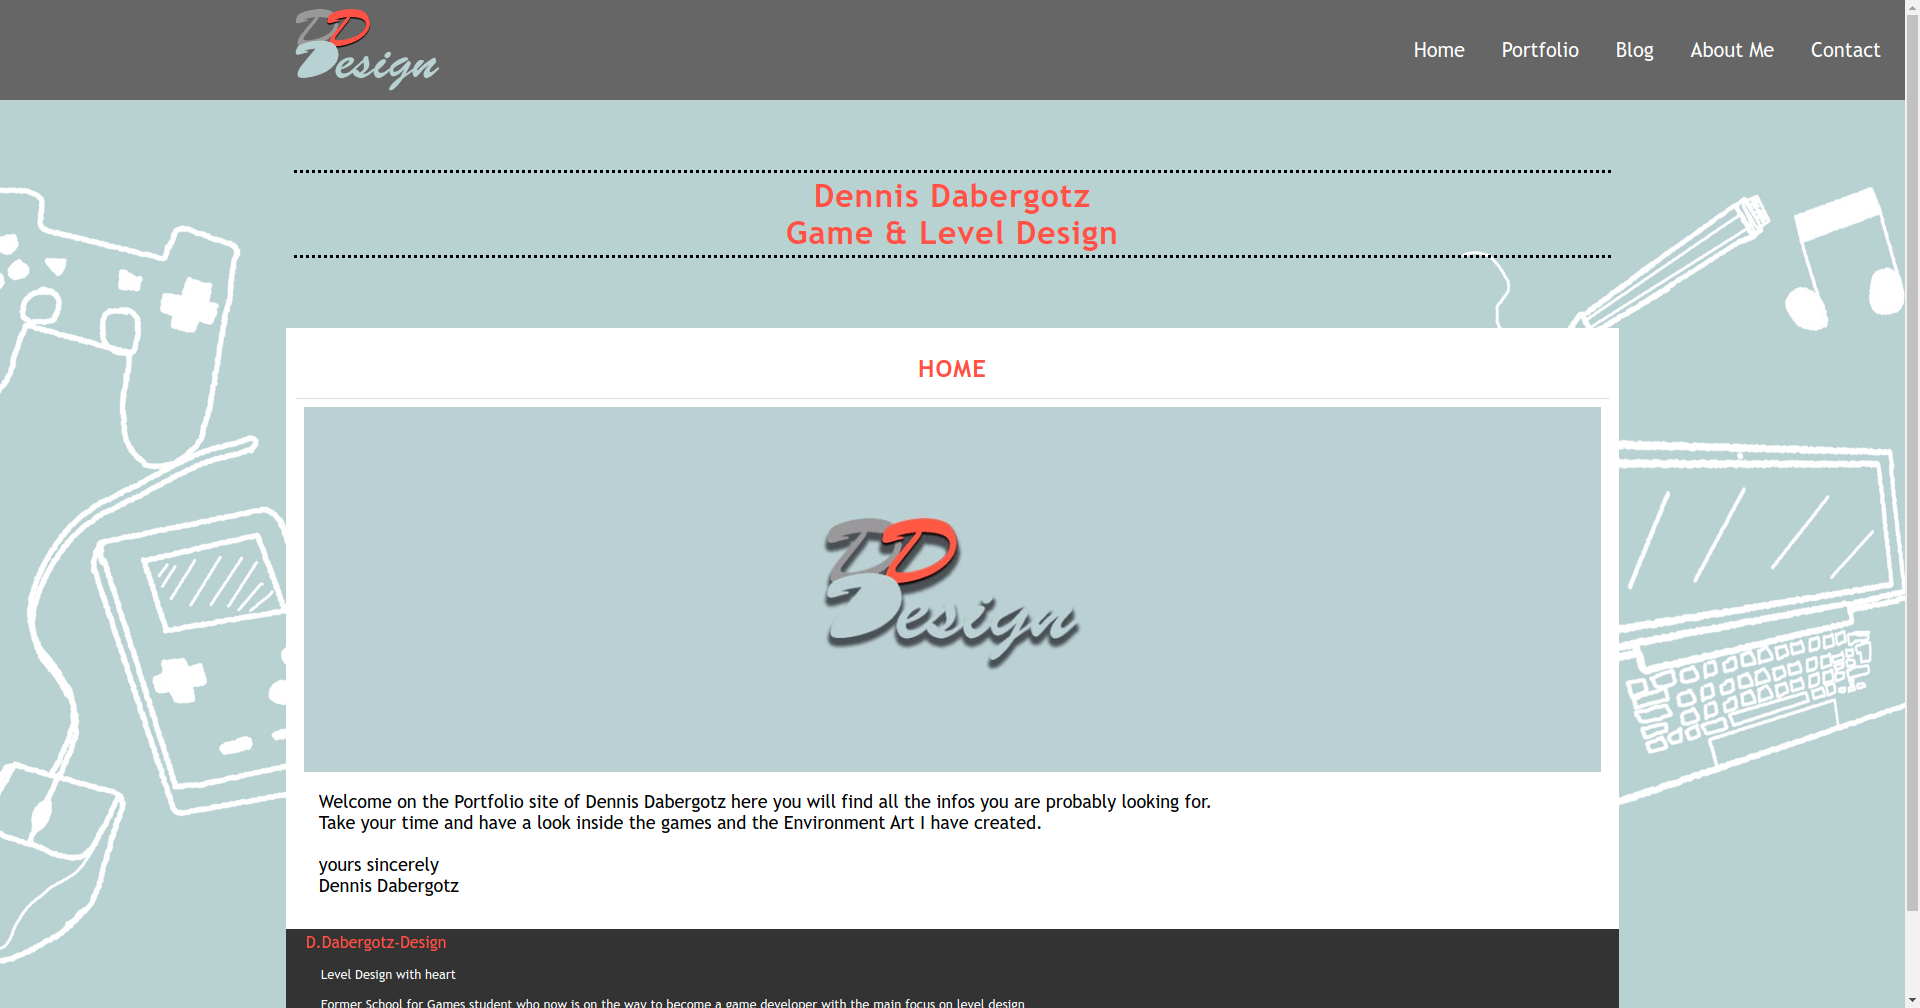 DD
Design
Home Portfolio Blog About Me Contact
Dennis Dabergotz
Game & Level Design
HOME
DD
Design
Welcome on the Portfolio site of Dennis Dabergotz here you will find all the infos you are probably looking for.
Take your time and have a look inside the games and the Environment Art I have created.
yours sincerely
Dennis Dabergotz
D.Dabergotz-Design
Level Design with heart
Former School for Games student who now is on the way to become a game developer with the main focus on level design